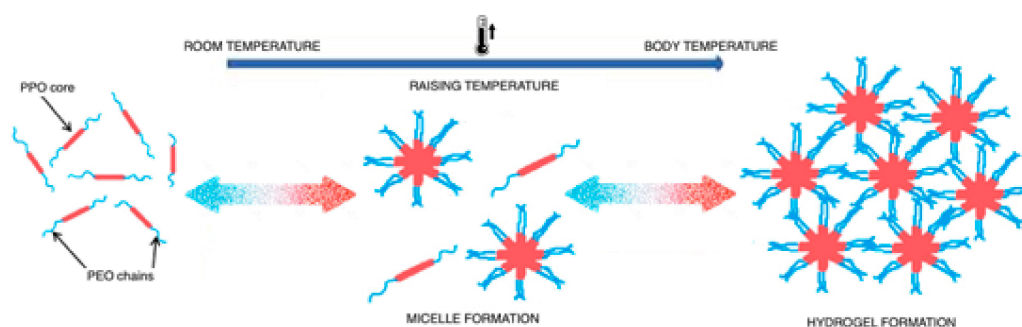 ROOM TEMPERATURE
BODY TEMPERATURE
RAISING TEMPERATURE
PPO core
PEO chains
MICELLE FORMATION
HYDROGEL FORMATION